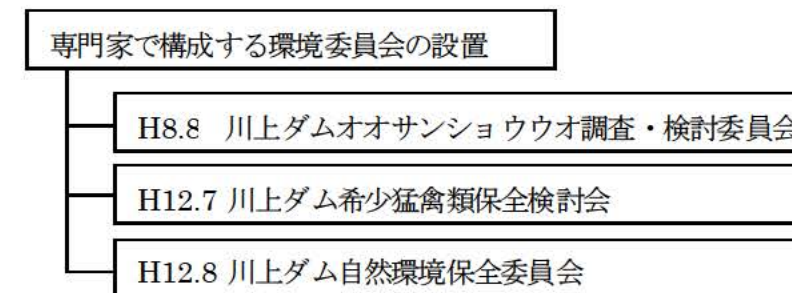 専門家で構成する環境委員会の設置
H8.8 川上ダムオオサンショウウオ調査・検討委員会
H12.7 川上ダム希少猛禽類保全検討会
H12.8 川上ダム自然環境保全委員会